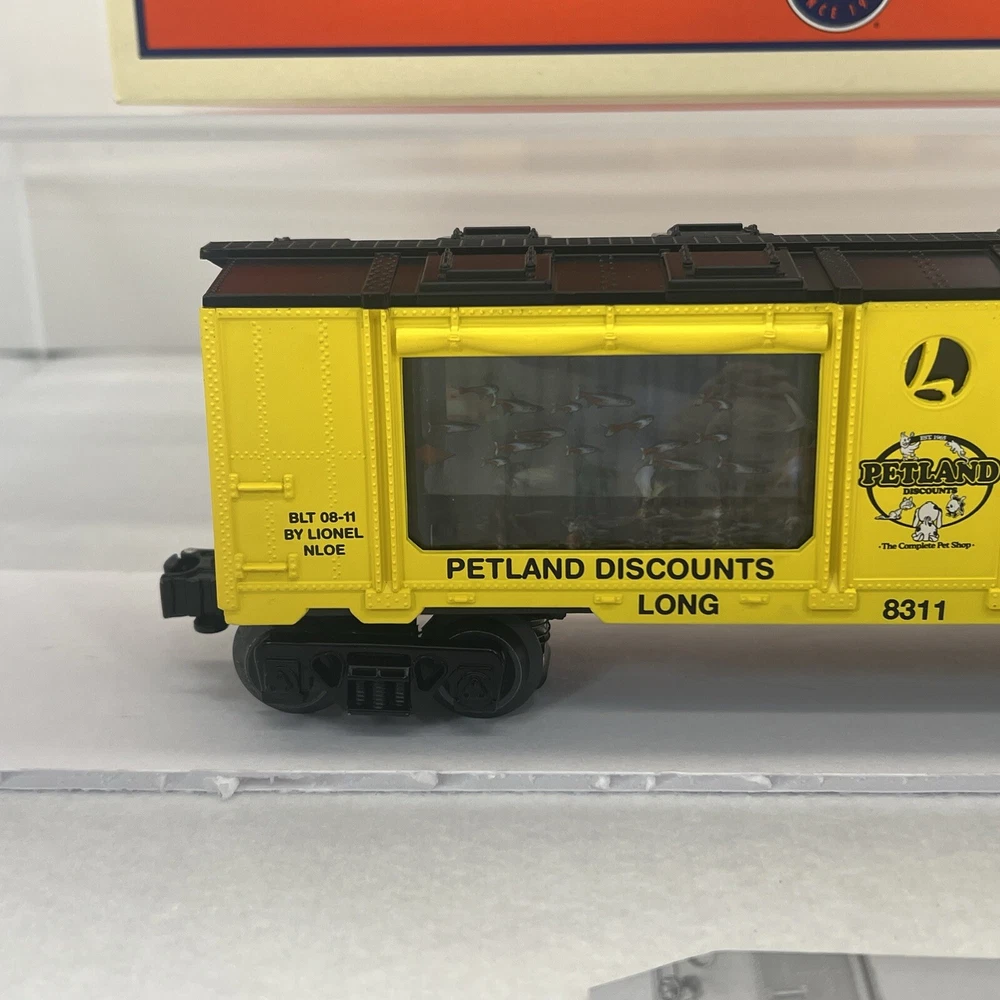 BLT 08-11
BY LIONEL
NLOE
PETLAND DISCOUNTS
LONG
8311
L
EST. 1965
PETLAND
DISCOUNTS
· The Complete Pet Shop ·